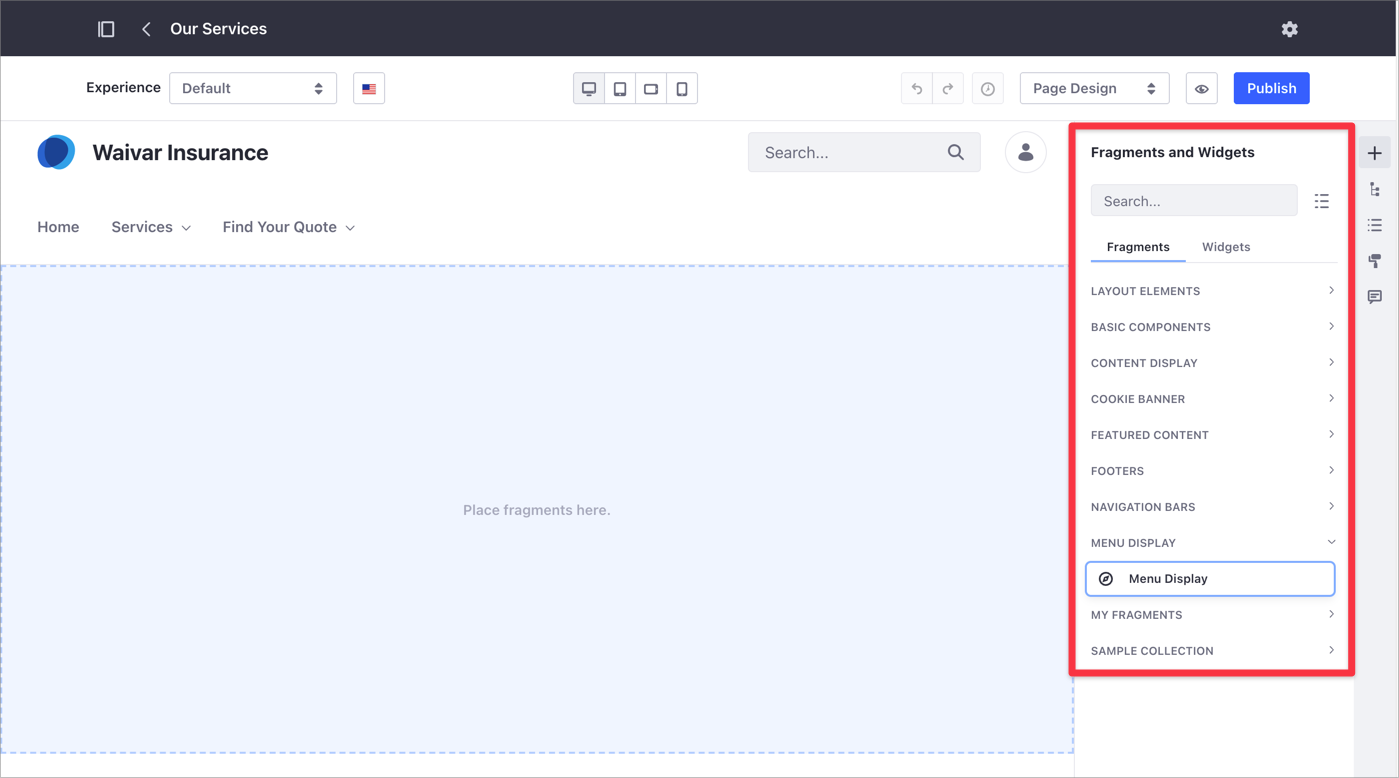 Our Services
Experience
Default
Page Design
Publish
Waivar Insurance
Search...
Home
Services
Find Your Quote
Place fragments here.
Fragments and Widgets
Search...
Fragments
Widgets
LAYOUT ELEMENTS
BASIC COMPONENTS
CONTENT DISPLAY
COOKIE BANNER
FEATURED CONTENT
FOOTERS
NAVIGATION BARS
MENU DISPLAY
Menu Display
MY FRAGMENTS
SAMPLE COLLECTION